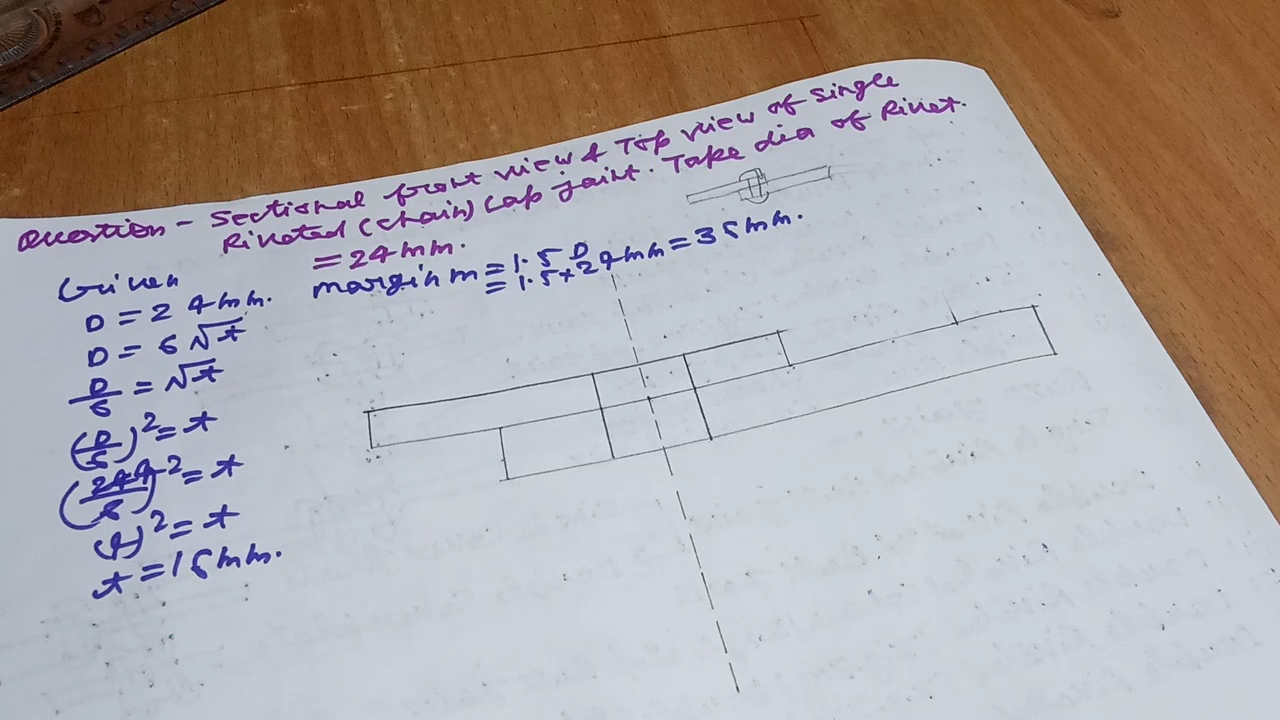 Question - Sectional front view & Top view of Single
Riveted (chain) Lap joint. Take dia of Rivet.
= 24 mm.
Given
D = 24 mm.
D = 6 √t
D/6 = √t
(D/6)² = t
(24/6)² = t
(4)² = t
t = 16 mm.
margin m = 1.5 D
= 1.5 × 24 mm = 36 mm.